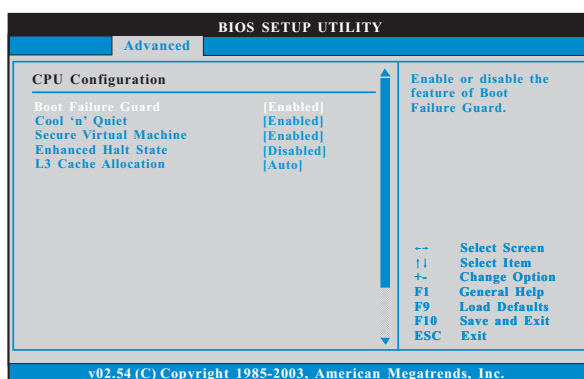 BIOS SETUP UTILITY
Advanced
CPU Configuration
Boot Failure Guard [Enabled]
Cool ‘n’ Quiet [Enabled]
Secure Virtual Machine [Enabled]
Enhanced Halt State [Disabled]
L3 Cache Allocation [Auto]
Enable or disable the
feature of Boot
Failure Guard.
←→ Select Screen
↑↓ Select Item
+- Change Option
F1 General Help
F9 Load Defaults
F10 Save and Exit
ESC Exit
v02.54 (C) Copyright 1985-2003, American Megatrends, Inc.